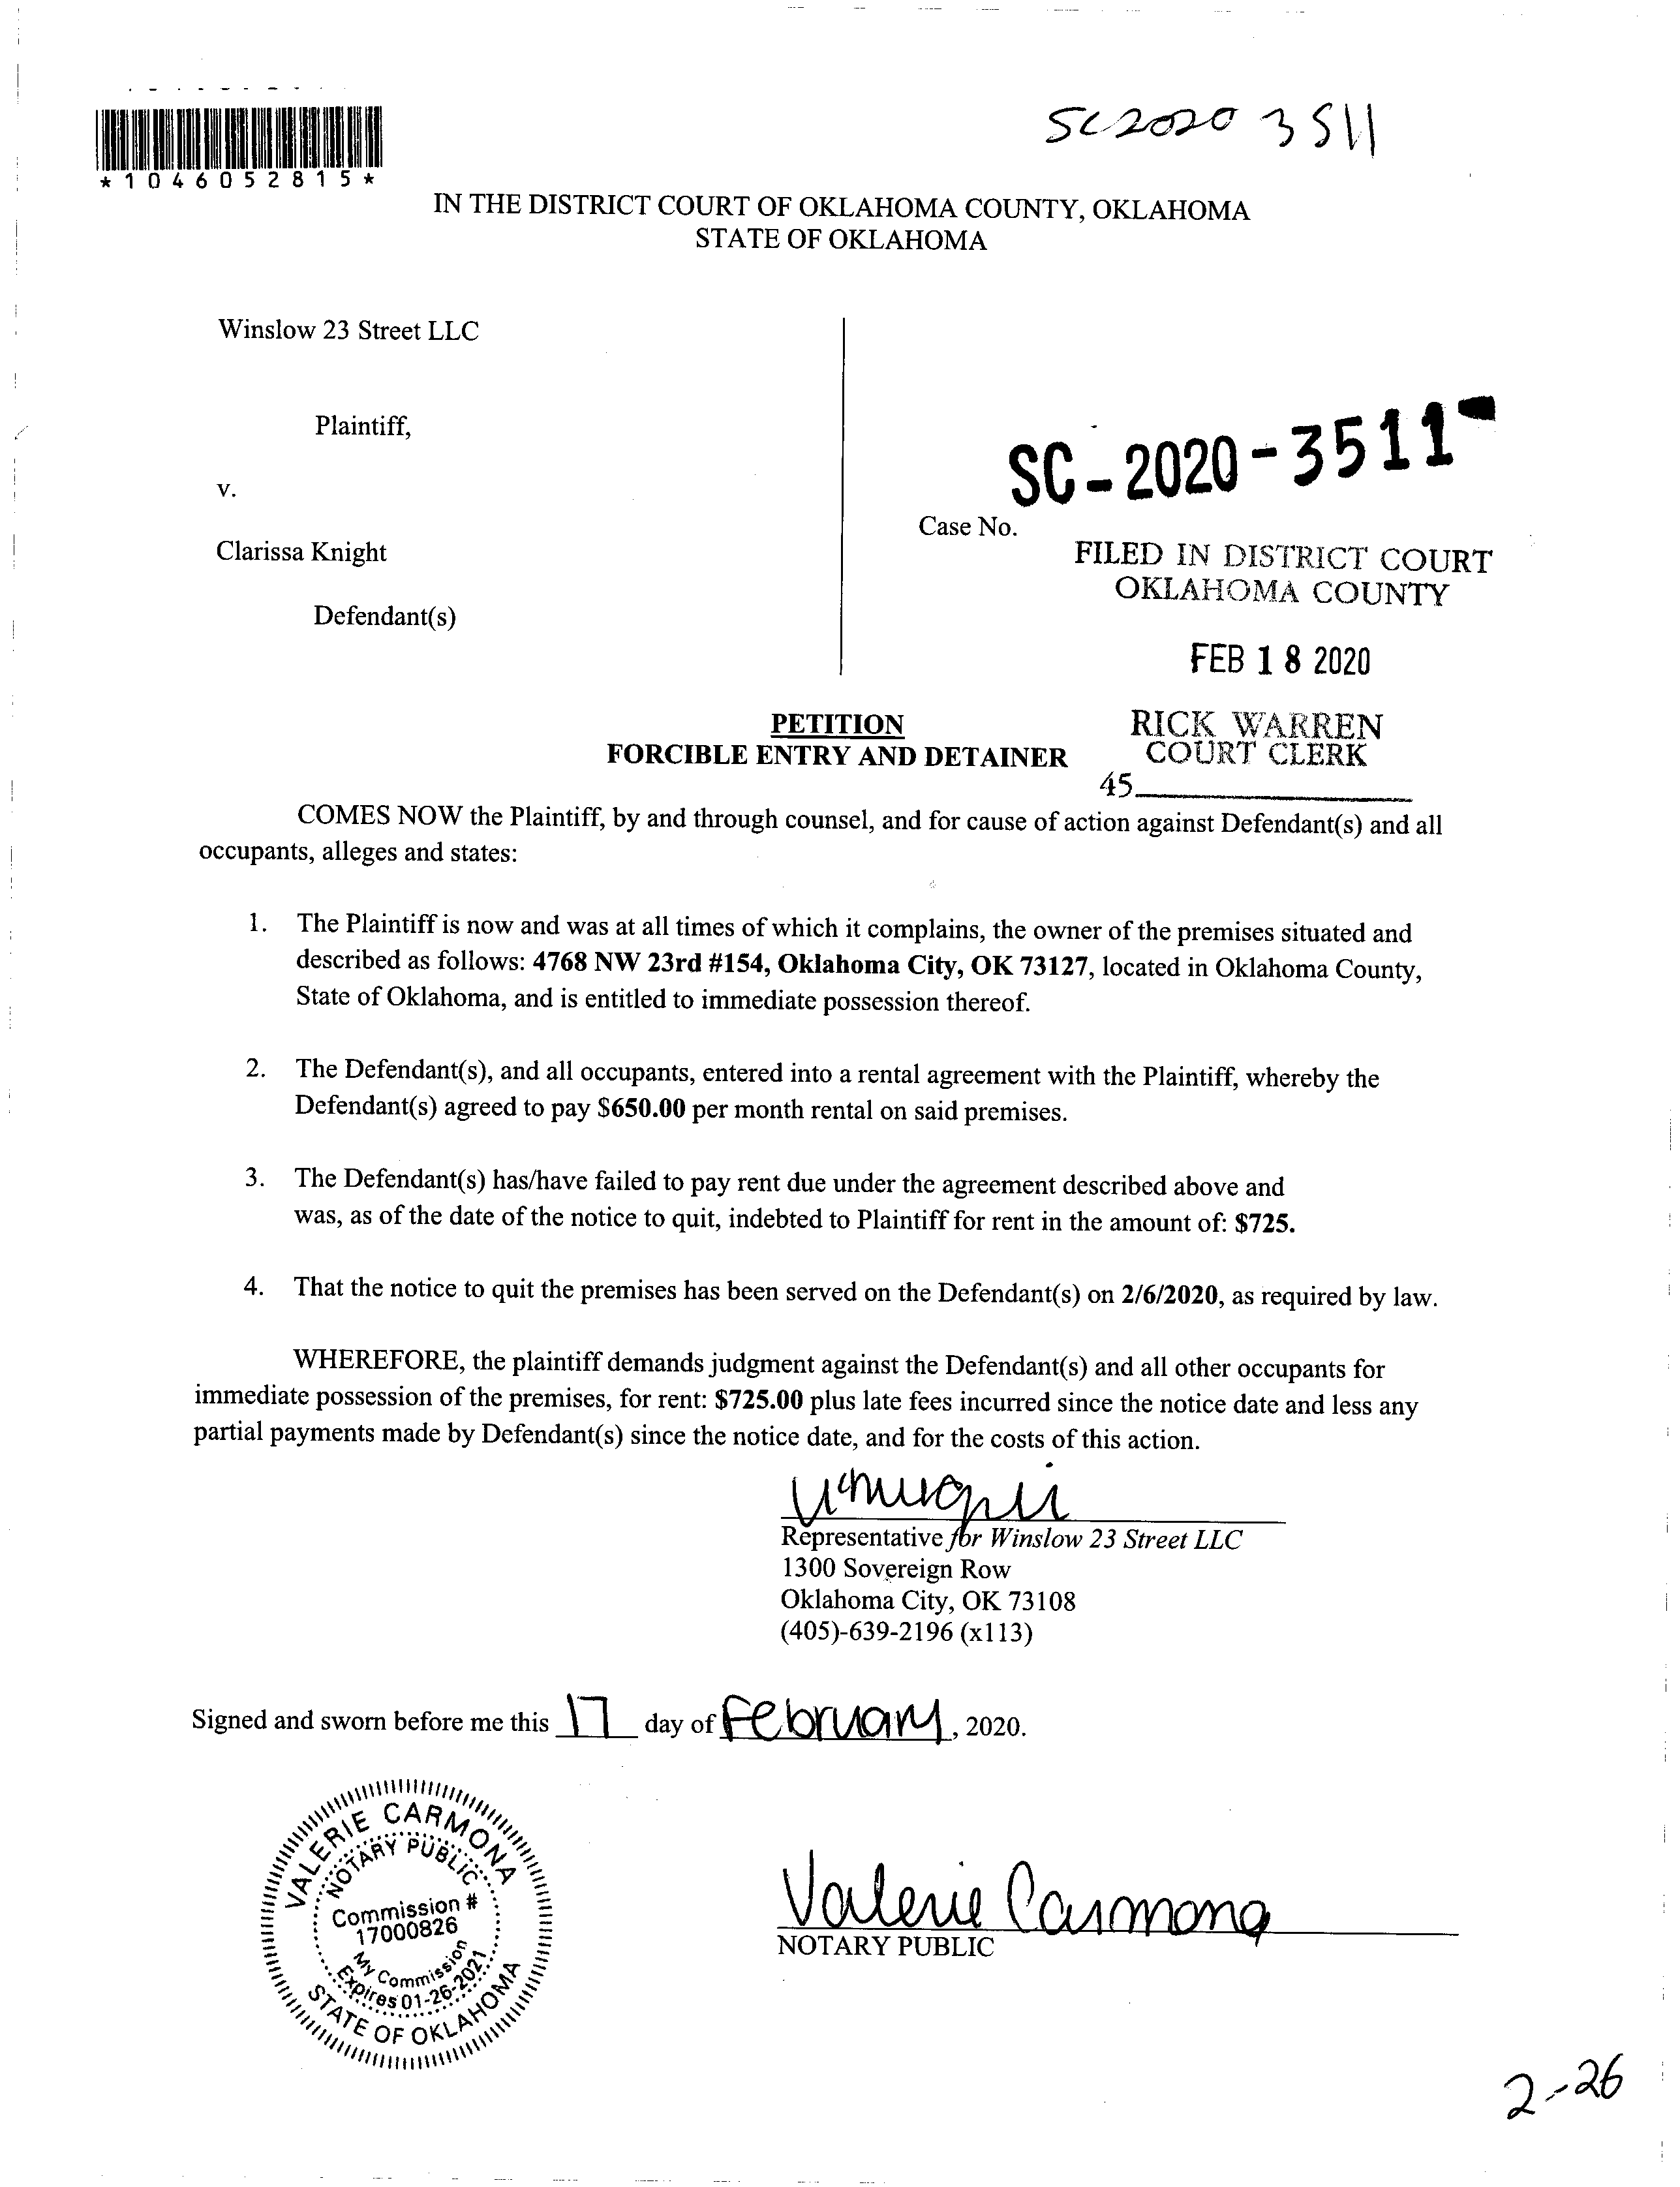 SC2020 3511
*1046052815*
IN THE DISTRICT COURT OF OKLAHOMA COUNTY, OKLAHOMA
STATE OF OKLAHOMA
Winslow 23 Street LLC
Plaintiff,
v.
Clarissa Knight
Defendant(s)
SC-2020-3511
Case No.
FILED IN DISTRICT COURT
OKLAHOMA COUNTY
FEB 18 2020
RICK WARREN
COURT CLERK
45
PETITION
FORCIBLE ENTRY AND DETAINER
COMES NOW the Plaintiff, by and through counsel, and for cause of action against Defendant(s) and all
occupants, alleges and states:
1. The Plaintiff is now and was at all times of which it complains, the owner of the premises situated and
described as follows: 4768 NW 23rd #154, Oklahoma City, OK 73127, located in Oklahoma County,
State of Oklahoma, and is entitled to immediate possession thereof.
2. The Defendant(s), and all occupants, entered into a rental agreement with the Plaintiff, whereby the
Defendant(s) agreed to pay $650.00 per month rental on said premises.
3. The Defendant(s) has/have failed to pay rent due under the agreement described above and
was, as of the date of the notice to quit, indebted to Plaintiff for rent in the amount of: $725.
4. That the notice to quit the premises has been served on the Defendant(s) on 2/6/2020, as required by law.
WHEREFORE, the plaintiff demands judgment against the Defendant(s) and all other occupants for
immediate possession of the premises, for rent: $725.00 plus late fees incurred since the notice date and less any
partial payments made by Defendant(s) since the notice date, and for the costs of this action.
Representative for Winslow 23 Street LLC
1300 Sovereign Row
Oklahoma City, OK 73108
(405)-639-2196 (x113)
Signed and sworn before me this 17 day of February, 2020.
VALERIE CARMONA
NOTARY PUBLIC
Commission #
17000826
My Commission
Expires 01-26-2021
STATE OF OKLAHOMA
Valerie Carmona
NOTARY PUBLIC
2-26